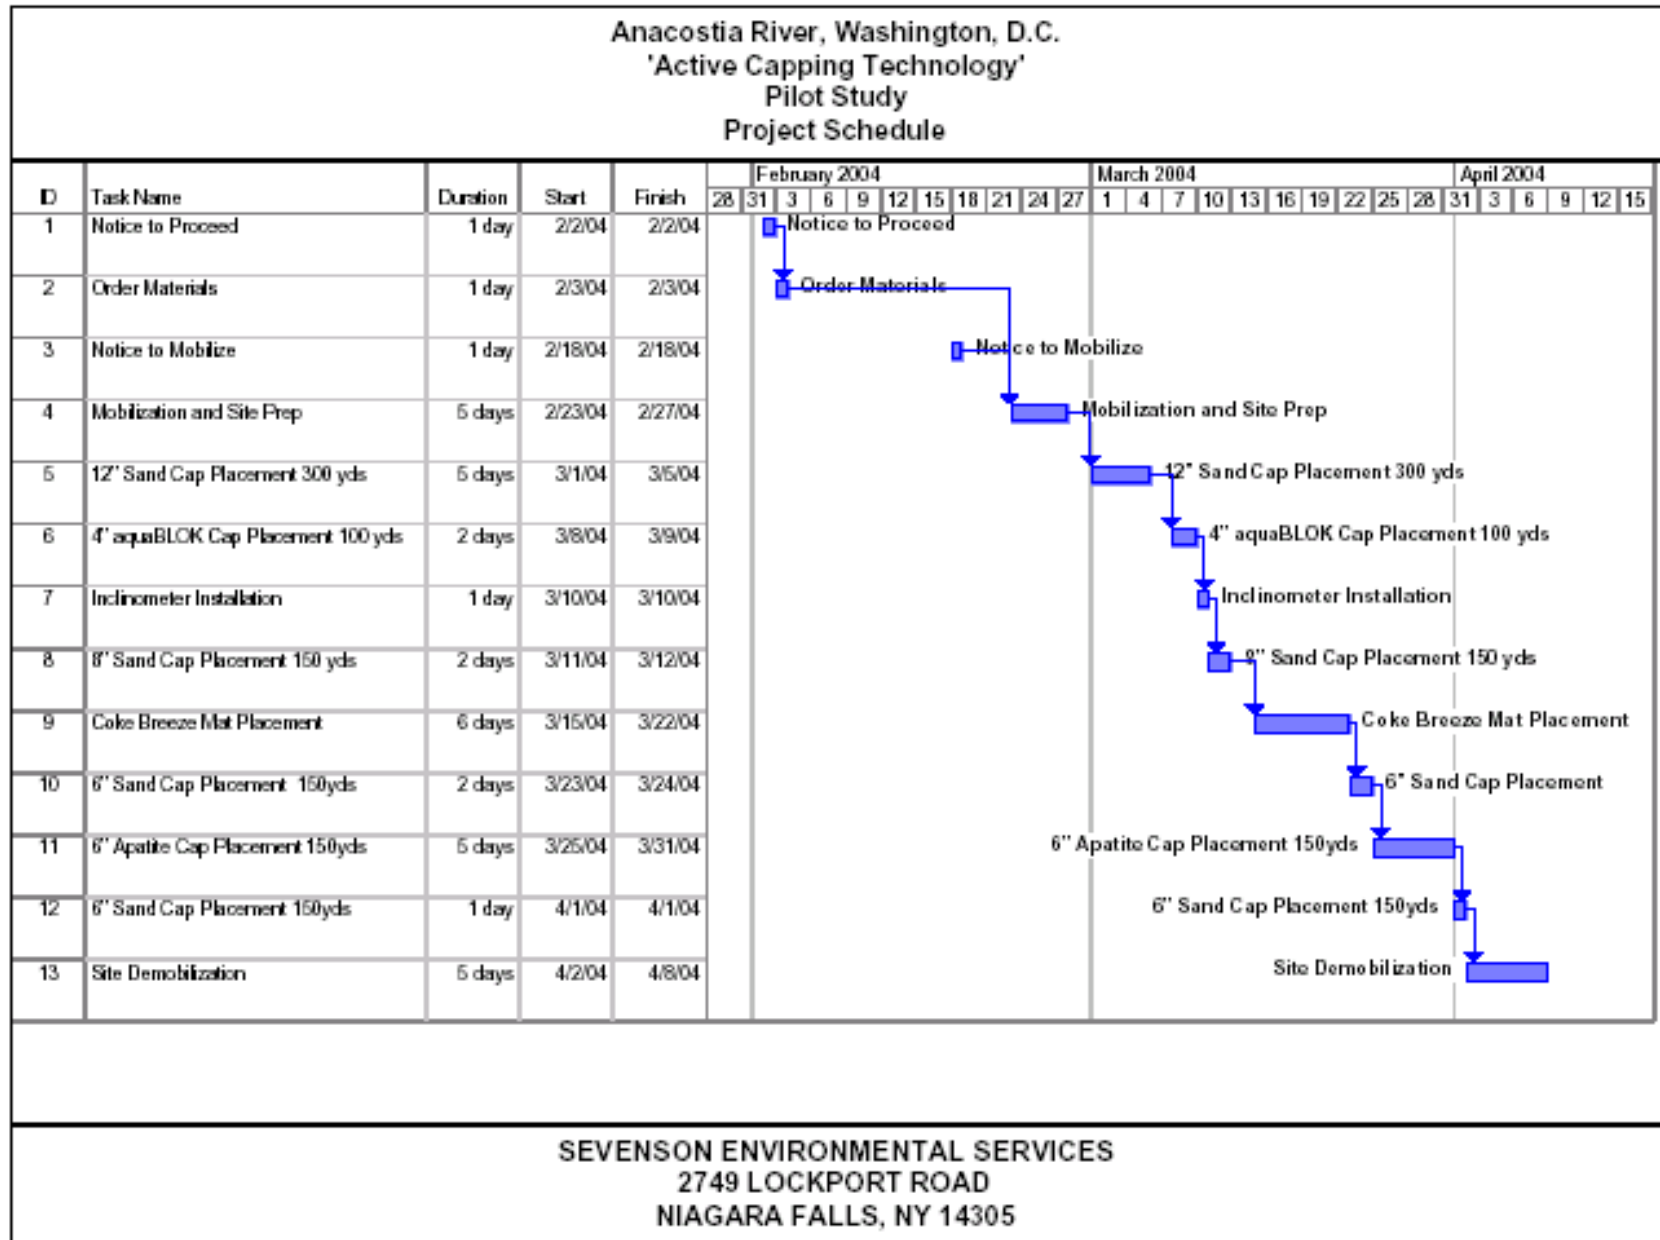 Anacostia River, Washington, D.C.
'Active Capping Technology'
Pilot Study
Project Schedule
February 2004 March 2004 April 2004
ID Task Name Duration Start Finish 28 31 3 6 9 12 15 18 21 24 27 1 4 7 10 13 16 19 22 25 28 31 3 6 9 12 15
1 Notice to Proceed 1 day 2/2/04 2/2/04 Notice to Proceed
2 Order Materials 1 day 2/3/04 2/3/04 Order Materials
3 Notice to Mobilize 1 day 2/18/04 2/18/04 Notice to Mobilize
4 Mobilization and Site Prep 5 days 2/23/04 2/27/04 Mobilization and Site Prep
5 12" Sand Cap Placement 300 yds 5 days 3/1/04 3/5/04 12" Sand Cap Placement 300 yds
6 4" aquaBLOK Cap Placement 100 yds 2 days 3/8/04 3/9/04 4" aquaBLOK Cap Placement 100 yds
7 Inclinometer Installation 1 day 3/10/04 3/10/04 Inclinometer Installation
8 8" Sand Cap Placement 150 yds 2 days 3/11/04 3/12/04 8" Sand Cap Placement 150 yds
9 Coke Breeze Mat Placement 6 days 3/15/04 3/22/04 Coke Breeze Mat Placement
10 6" Sand Cap Placement 150yds 2 days 3/23/04 3/24/04 6" Sand Cap Placement
11 6" Apatite Cap Placement 150yds 5 days 3/25/04 3/31/04 6" Apatite Cap Placement 150yds
12 6" Sand Cap Placement 150yds 1 day 4/1/04 4/1/04 6" Sand Cap Placement 150yds
13 Site Demobilization 5 days 4/2/04 4/8/04 Site Demobilization
SEVENSON ENVIRONMENTAL SERVICES
2749 LOCKPORT ROAD
NIAGARA FALLS, NY 14305